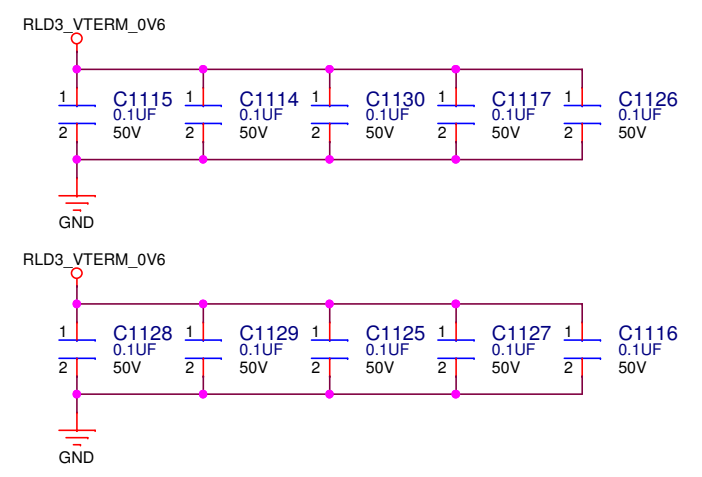 RLD3_VTERM_0V6
1 C1115 1 C1114 1 C1130 1 C1117 1 C1126
0.1UF 0.1UF 0.1UF 0.1UF 0.1UF
2 50V 2 50V 2 50V 2 50V 2 50V
GND
RLD3_VTERM_0V6
1 C1128 1 C1129 1 C1125 1 C1127 1 C1116
0.1UF 0.1UF 0.1UF 0.1UF 0.1UF
2 50V 2 50V 2 50V 2 50V 2 50V
GND